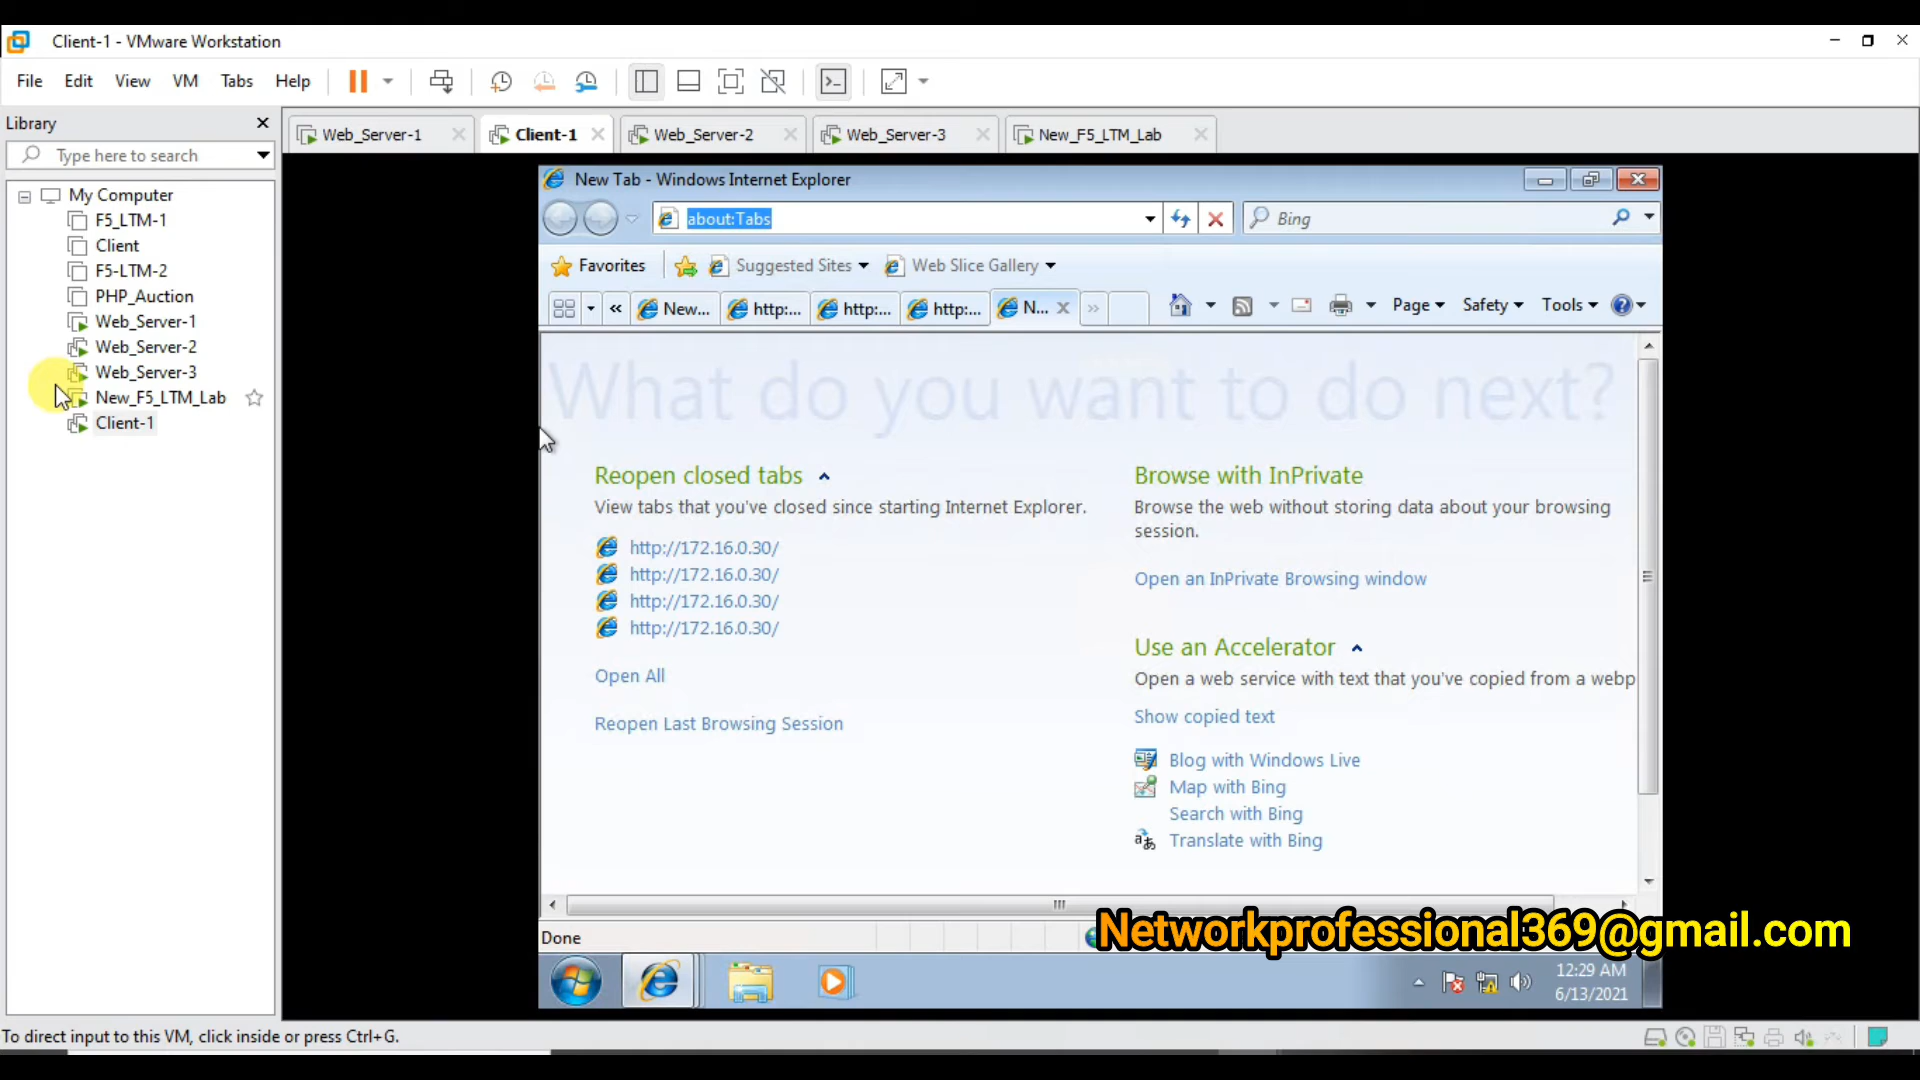 Client-1 - VMware Workstation
File Edit View VM Tabs Help
Library
Type here to search
My Computer
F5_LTM-1
Client
F5-LTM-2
PHP_Auction
Web_Server-1
Web_Server-2
Web_Server-3
New_F5_LTM_Lab
Client-1
Web_Server-1 Client-1 Web_Server-2 Web_Server-3 New_F5_LTM_Lab
New Tab - Windows Internet Explorer
about:Tabs Bing
Favorites Suggested Sites Web Slice Gallery
New... http:... http:... http:... N... Page Safety Tools
What do you want to do next?
Reopen closed tabs
View tabs that you've closed since starting Internet Explorer.
http://172.16.0.30/
http://172.16.0.30/
http://172.16.0.30/
http://172.16.0.30/
Open All
Reopen Last Browsing Session
Browse with InPrivate
Browse the web without storing data about your browsing
session.
Open an InPrivate Browsing window
Use an Accelerator
Open a web service with text that you've copied from a webp
Show copied text
Blog with Windows Live
Map with Bing
Search with Bing
Translate with Bing
Done
Networkprofessional369@gmail.com
12:29 AM
6/13/2021
To direct input to this VM, click inside or press Ctrl+G.